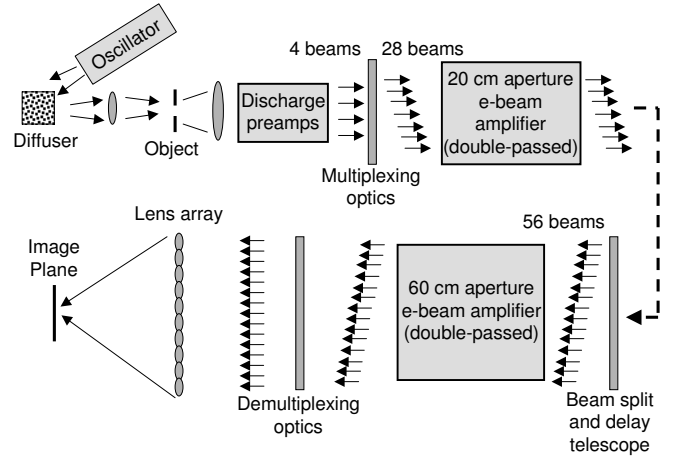 Oscillator
Diffuser
Object
Discharge
preamps
4 beams
28 beams
Multiplexing
optics
20 cm aperture
e-beam
amplifier
(double-passed)
Image
Plane
Lens array
Demultiplexing
optics
60 cm aperture
e-beam amplifier
(double-passed)
56 beams
Beam split
and delay
telescope